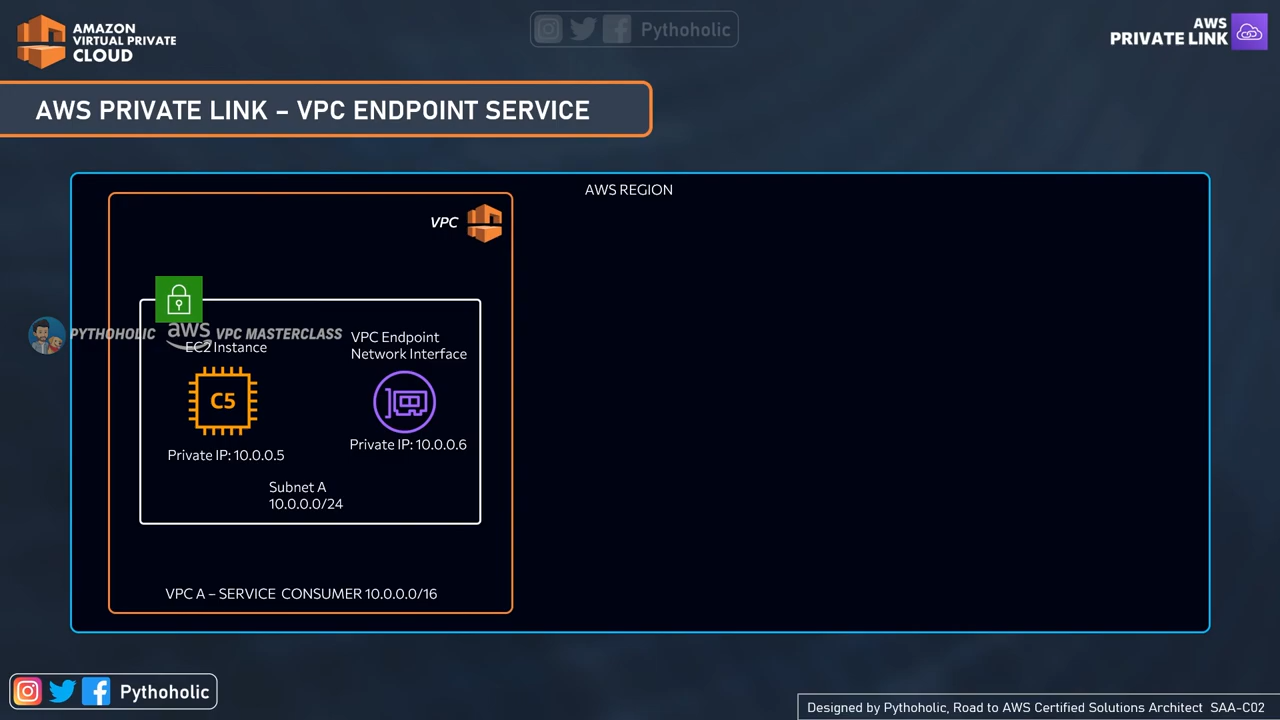 AMAZON
VIRTUAL PRIVATE
CLOUD
Pythoholic
AWS
PRIVATE LINK
AWS PRIVATE LINK – VPC ENDPOINT SERVICE
AWS REGION
VPC
PYTHOHOLIC aws VPC MASTERCLASS
EC2 Instance
VPC Endpoint
Network Interface
C5
Private IP: 10.0.0.5
Private IP: 10.0.0.6
Subnet A
10.0.0.0/24
VPC A – SERVICE CONSUMER 10.0.0.0/16
Pythoholic
Designed by Pythoholic, Road to AWS Certified Solutions Architect SAA-C02